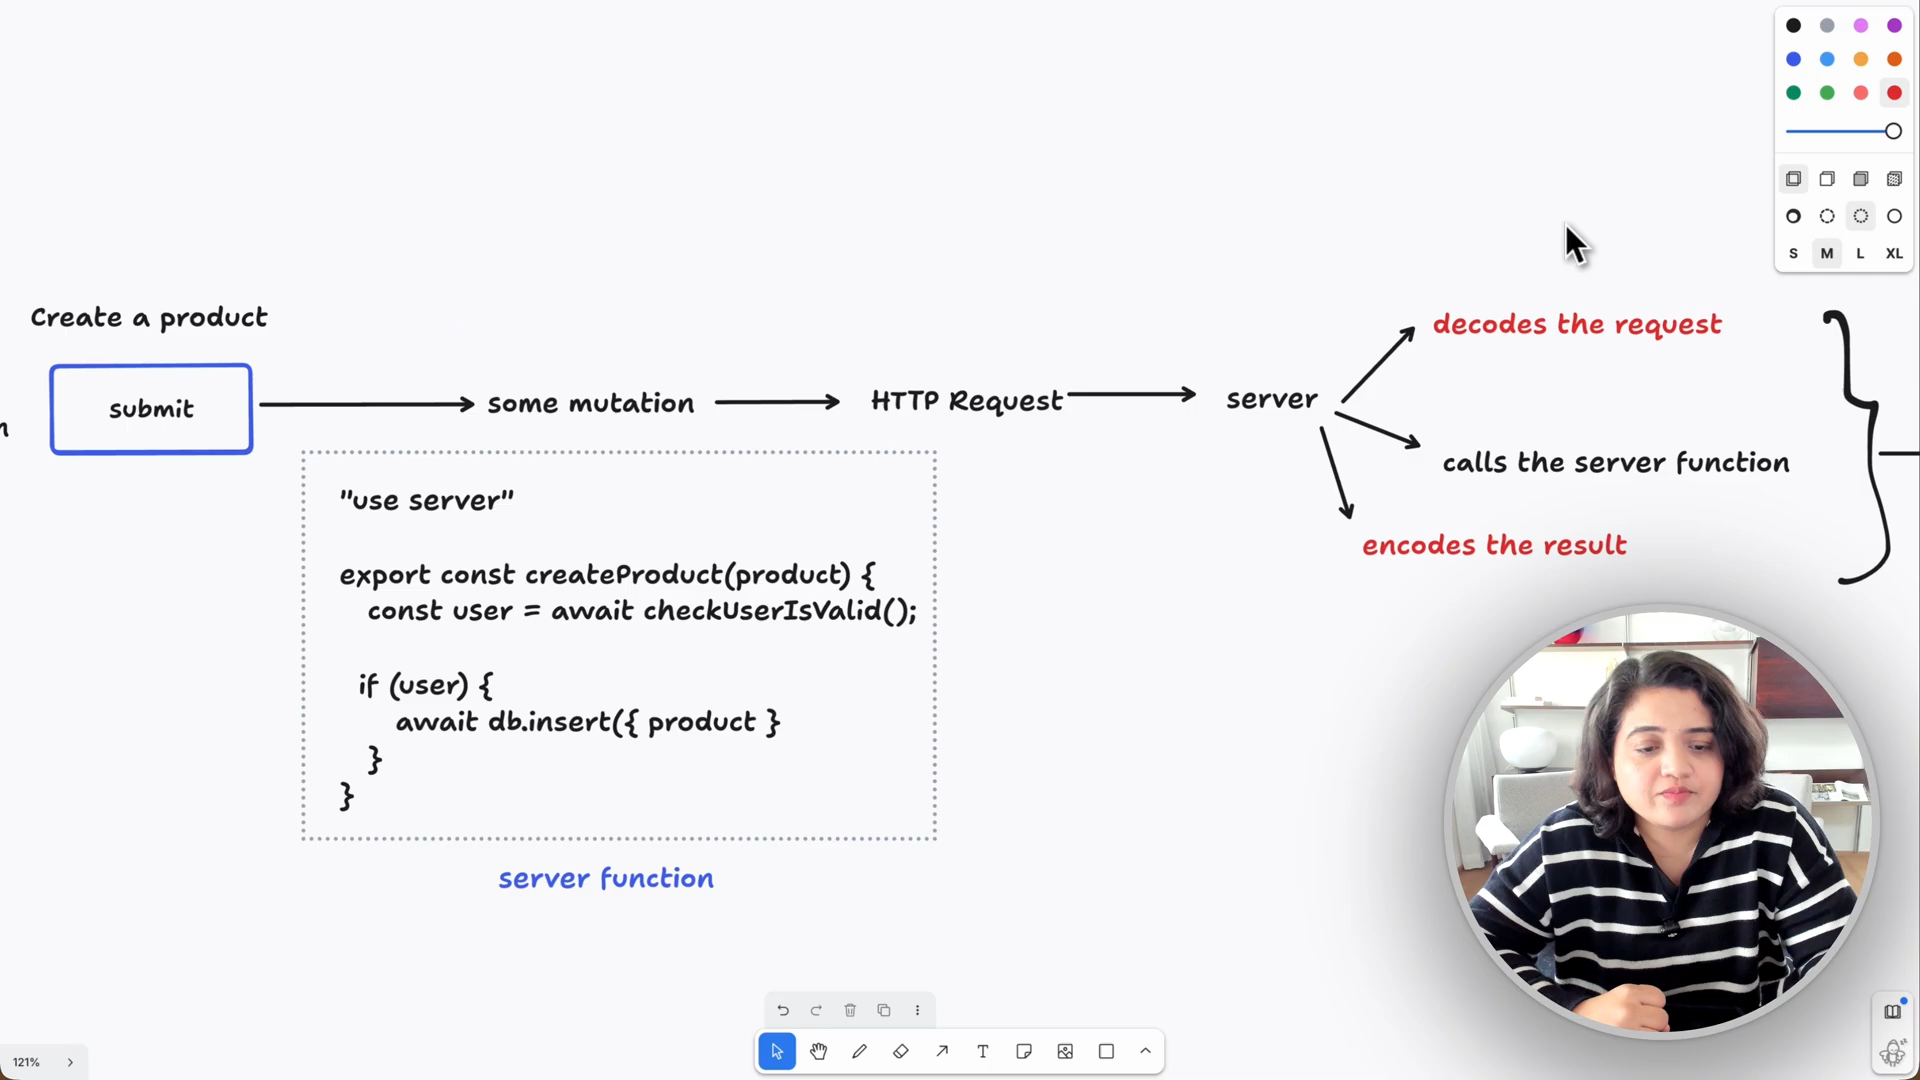 Create a product
submit
some mutation
HTTP Request
server
decodes the request
calls the server function
encodes the result
"use server"
export const createProduct(product) {
const user = await checkUserIsValid();
if (user) {
await db.insert({ product }
}
}
server function
S M L XL
121%